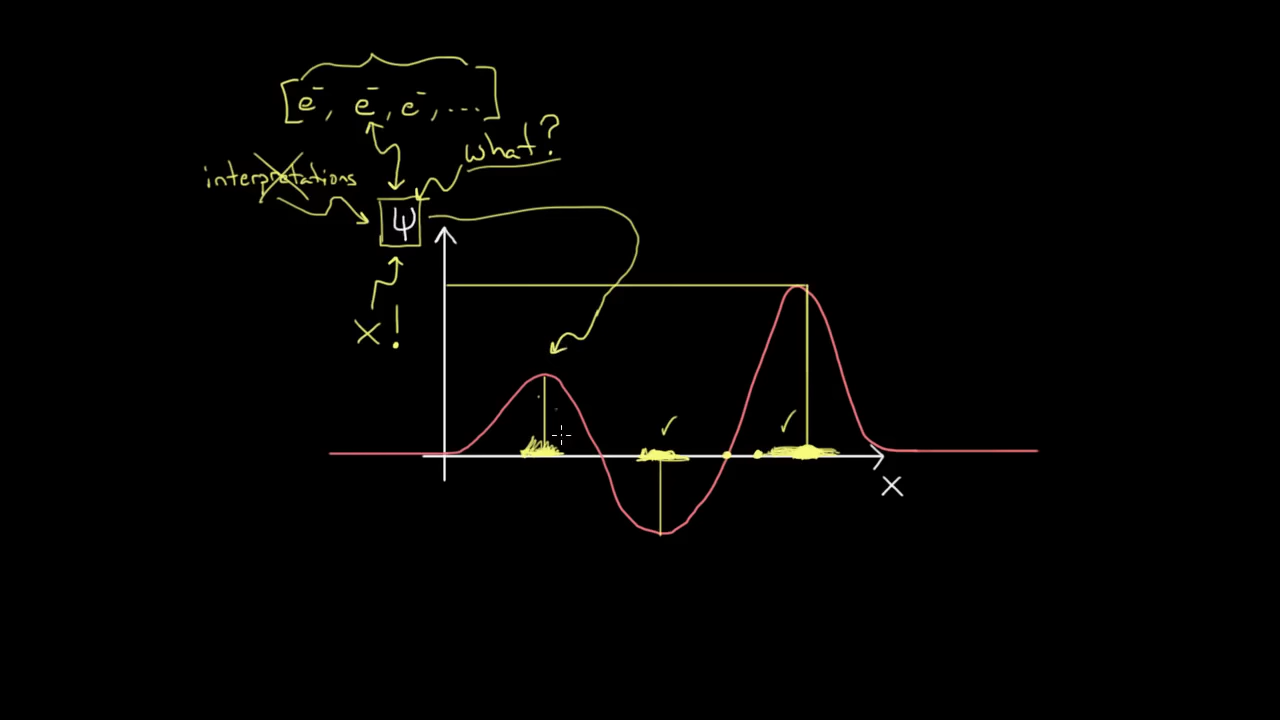 [e⁻, e⁻, e⁻, ....]
what?
interpretations
Ψ
x!
x